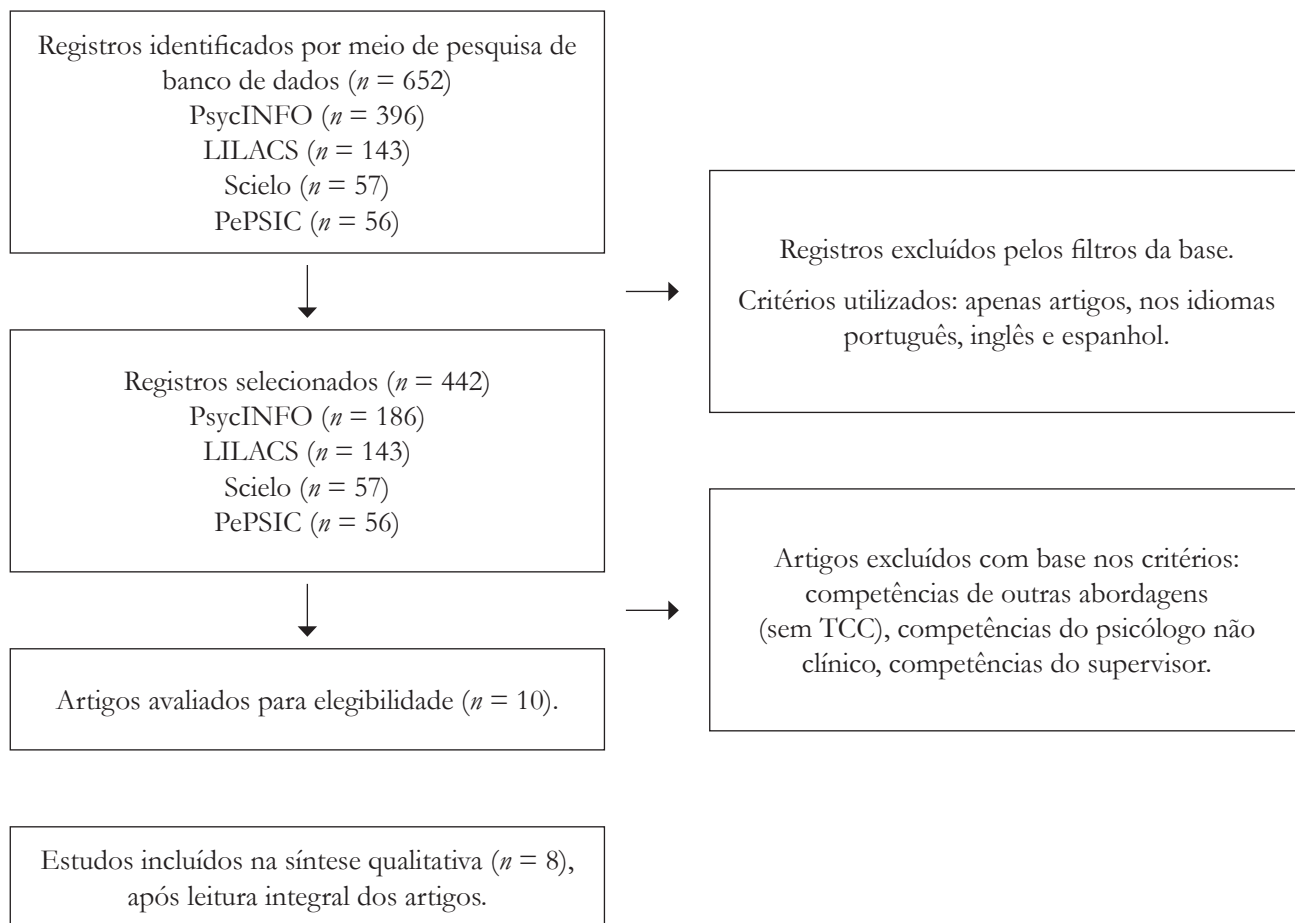 Registros identificados por meio de pesquisa de
banco de dados (n = 652)
PsycINFO (n = 396)
LILACS (n = 143)
Scielo (n = 57)
PePSIC (n = 56)
Registros excluídos pelos filtros da base.
Critérios utilizados: apenas artigos, nos idiomas
português, inglês e espanhol.
Registros selecionados (n = 442)
PsycINFO (n = 186)
LILACS (n = 143)
Scielo (n = 57)
PePSIC (n = 56)
Artigos excluídos com base nos critérios:
competências de outras abordagens
(sem TCC), competências do psicólogo não
clínico, competências do supervisor.
Artigos avaliados para elegibilidade (n = 10).
Estudos incluídos na síntese qualitativa (n = 8),
após leitura integral dos artigos.